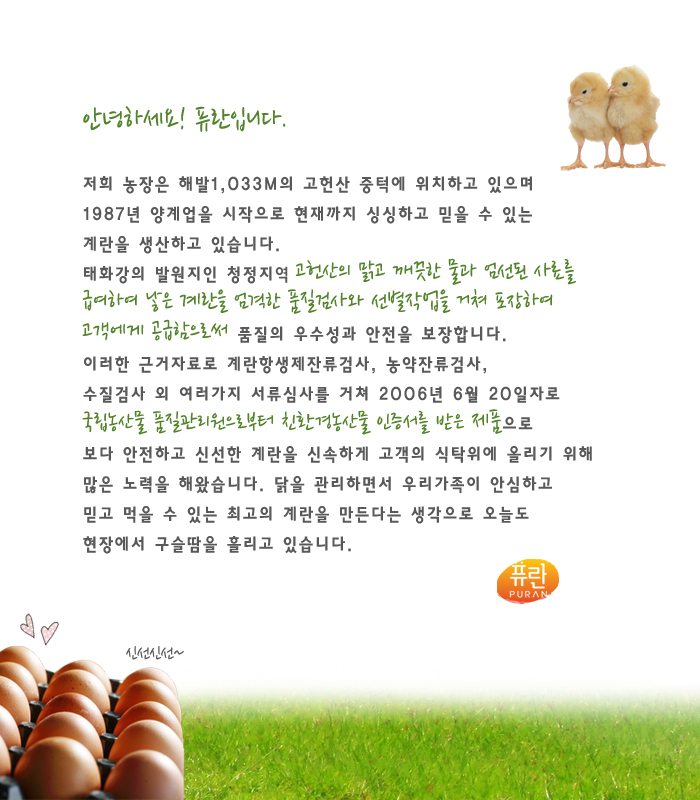 안녕하세요! 퓨란입니다.
저희 농장은 해발1,033M의 고헌산 중턱에 위치하고 있으며
1987년 양계업을 시작으로 현재까지 싱싱하고 믿을 수 있는
계란을 생산하고 있습니다.
태화강의 발원지인 청정지역 고헌산의 맑고 깨끗한 물과 엄선된 사료를
급여하여 낳은 계란을 엄격한 품질검사와 선별작업을 거쳐 포장하여
고객에게 공급함으로써 품질의 우수성과 안전을 보장합니다.
이러한 근거자료로 계란항생제잔류검사, 농약잔류검사,
수질검사 외 여러가지 서류심사를 거쳐 2006년 6월 20일자로
국립농산물 품질관리원으로부터 친환경농산물 인증서를 받은 제품으로
보다 안전하고 신선한 계란을 신속하게 고객의 식탁위에 올리기 위해
많은 노력을 해왔습니다. 닭을 관리하면서 우리가족이 안심하고
믿고 먹을 수 있는 최고의 계란을 만든다는 생각으로 오늘도
현장에서 구슬땀을 흘리고 있습니다.
퓨란
PURAN
신선신선~